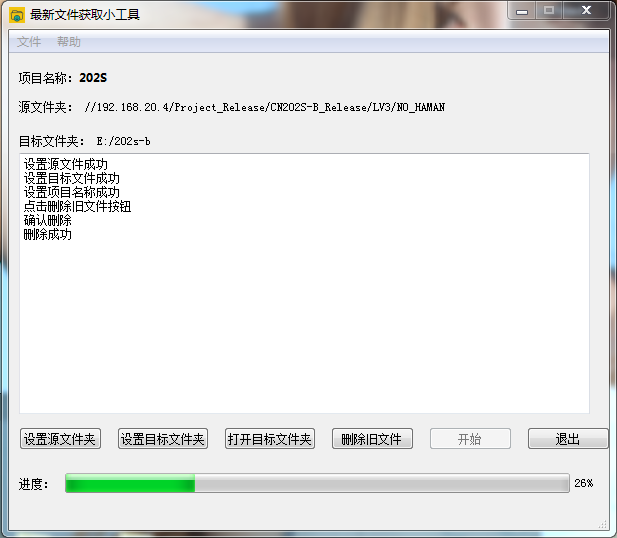 最新文件获取小工具
文件 帮助
项目名称：202S
源文件夹： //192.168.20.4/Project_Release/CN202S-B_Release/LV3/NO_HAMAN
目标文件夹： E:/202s-b
设置源文件成功
设置目标文件成功
设置项目名称成功
点击删除旧文件按钮
确认删除
删除成功
设置源文件夹 设置目标文件夹 打开目标文件夹 删除旧文件 开始 退出
进度： 26%